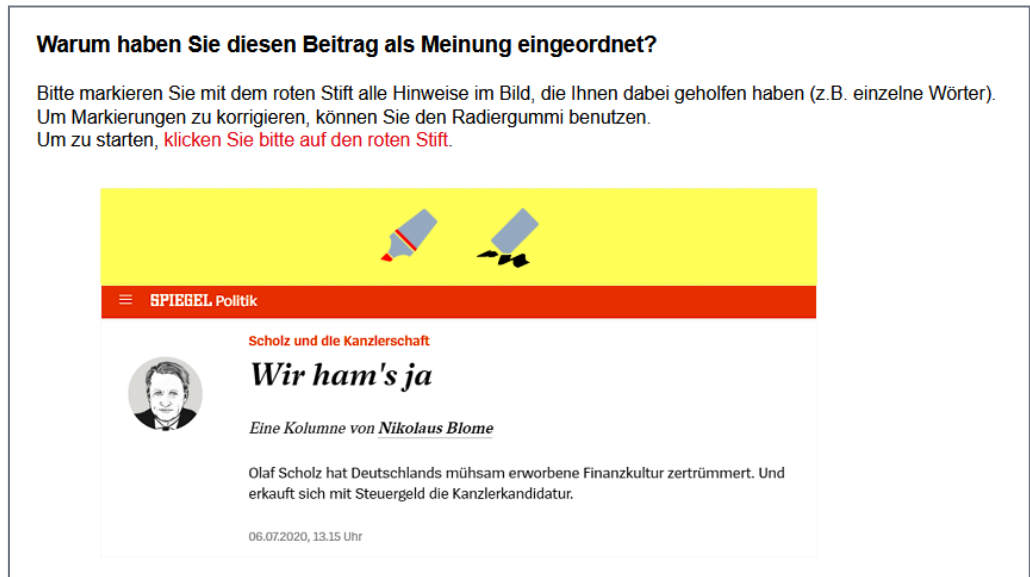 Warum haben Sie diesen Beitrag als Meinung eingeordnet?
Bitte markieren Sie mit dem roten Stift alle Hinweise im Bild, die Ihnen dabei geholfen haben (z.B. einzelne Wörter).
Um Markierungen zu korrigieren, können Sie den Radiergummi benutzen.
Um zu starten, klicken Sie bitte auf den roten Stift.
SPIEGEL Politik
Scholz und die Kanzlerschaft
Wir ham's ja
Eine Kolumne von Nikolaus Blome
Olaf Scholz hat Deutschlands mühsam erworbene Finanzkultur zertrümmert. Und
erkauft sich mit Steuergeld die Kanzlerkandidatur.
06.07.2020, 13.15 Uhr